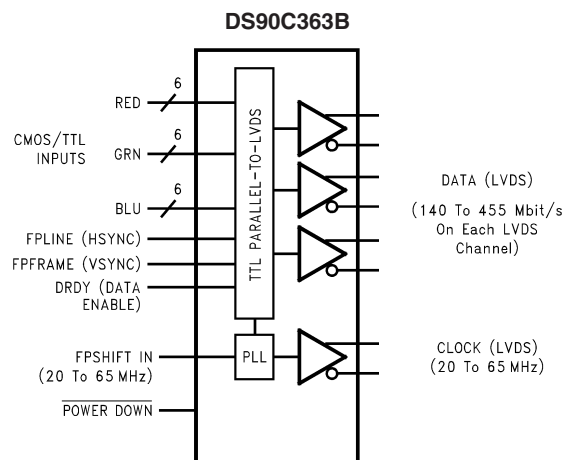 DS90C363B
6
RED
6
CMOS/TTL
INPUTS
GRN
6
BLU
FPLINE (HSYNC)
FPFRAME (VSYNC)
DRDY (DATA
ENABLE)
FPSHIFT IN
(20 To 65 MHz)
POWER DOWN
TTL PARALLEL-TO-LVDS
PLL
DATA (LVDS)
(140 To 455 Mbit/s
On Each LVDS
Channel)
CLOCK (LVDS)
(20 To 65 MHz)